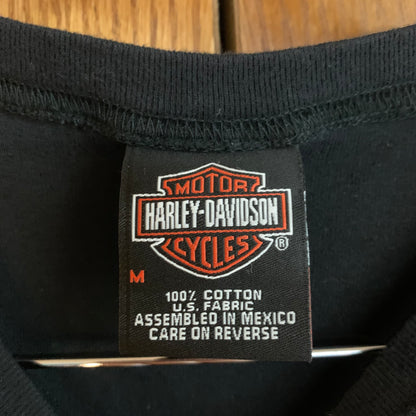 MOTOR
HARLEY-DAVIDSON
CYCLES ®
M
100% COTTON
U.S. FABRIC
ASSEMBLED IN MEXICO
CARE ON REVERSE